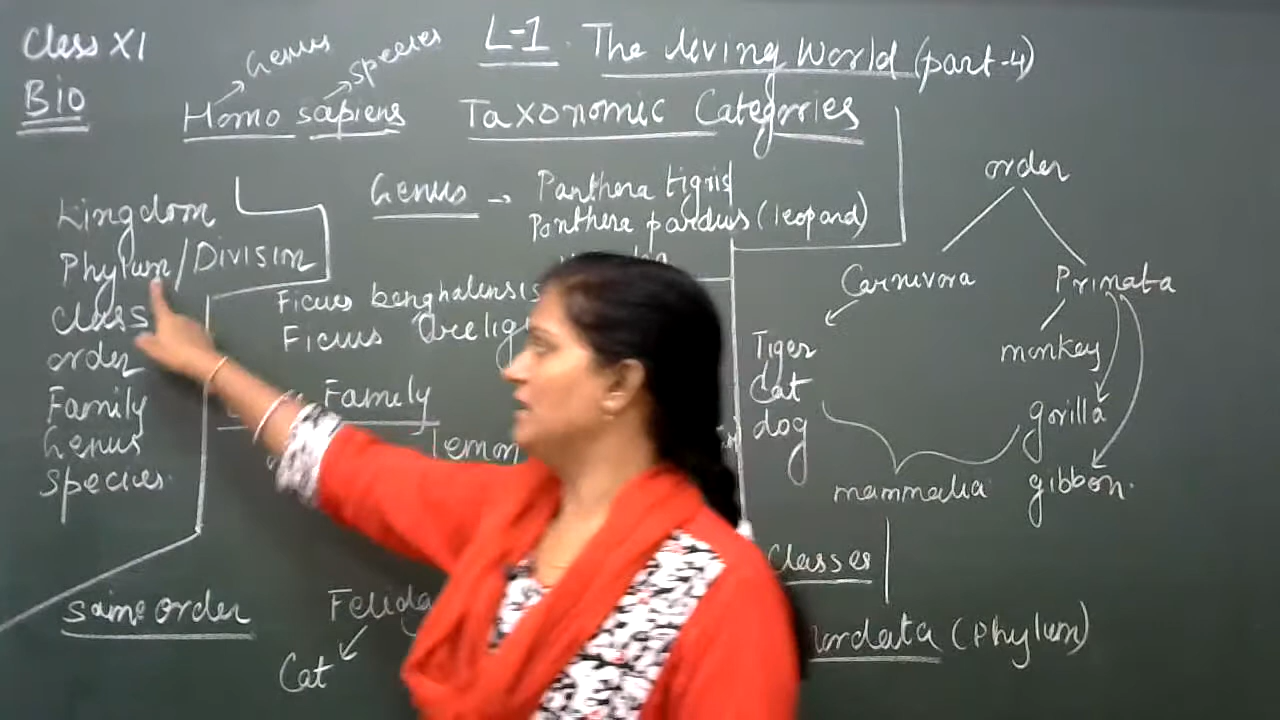 Class XI
Bio
Genus
species
Homo sapiens
L-1 The living World (part-4)
Taxonomic Categories
Kingdom
Phylum/Division
Class
order
Family
Genus
Species
Genus - Panthera tigris
Panthera pardus (leopard)
Ficus benghalensis
Ficus
Family
lemon
same order
Cat
order
Carnivora
Primata
Tiger
Cat
dog
monkey
gorilla
gibbon
mammalia
Classes
(Phylum)